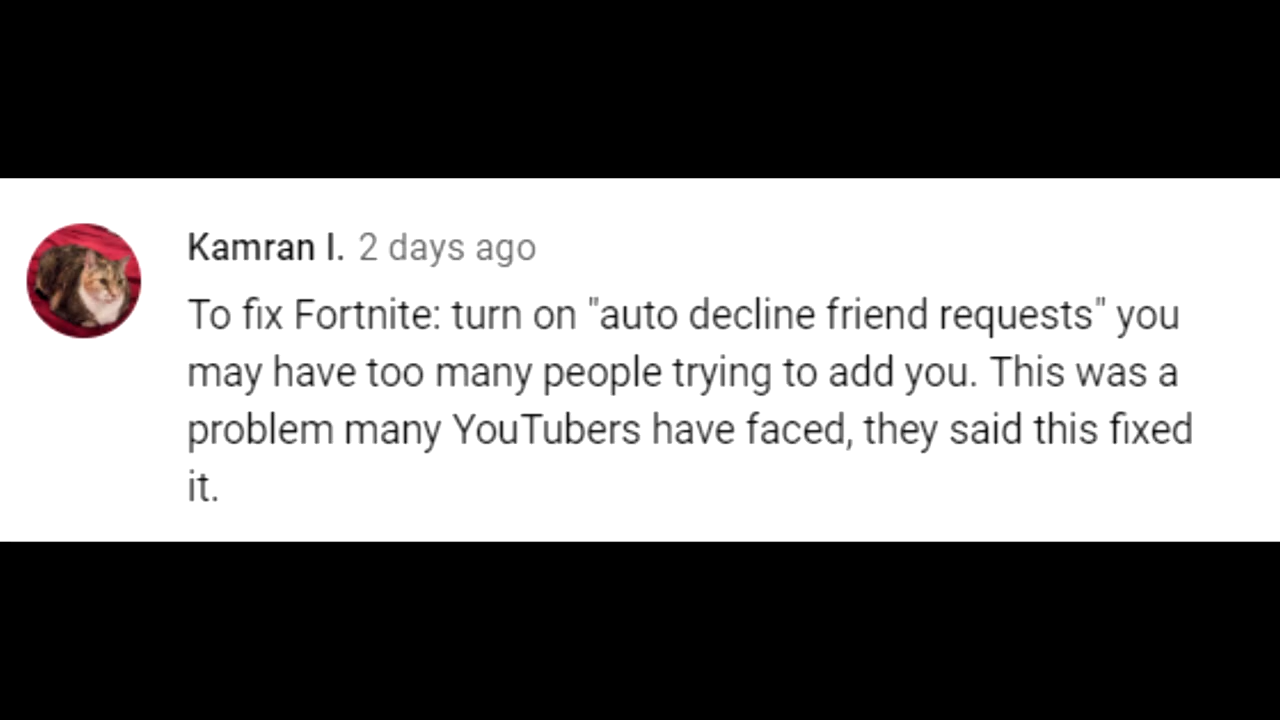 Kamran I. 2 days ago
To fix Fortnite: turn on "auto decline friend requests" you
may have too many people trying to add you. This was a
problem many YouTubers have faced, they said this fixed
it.